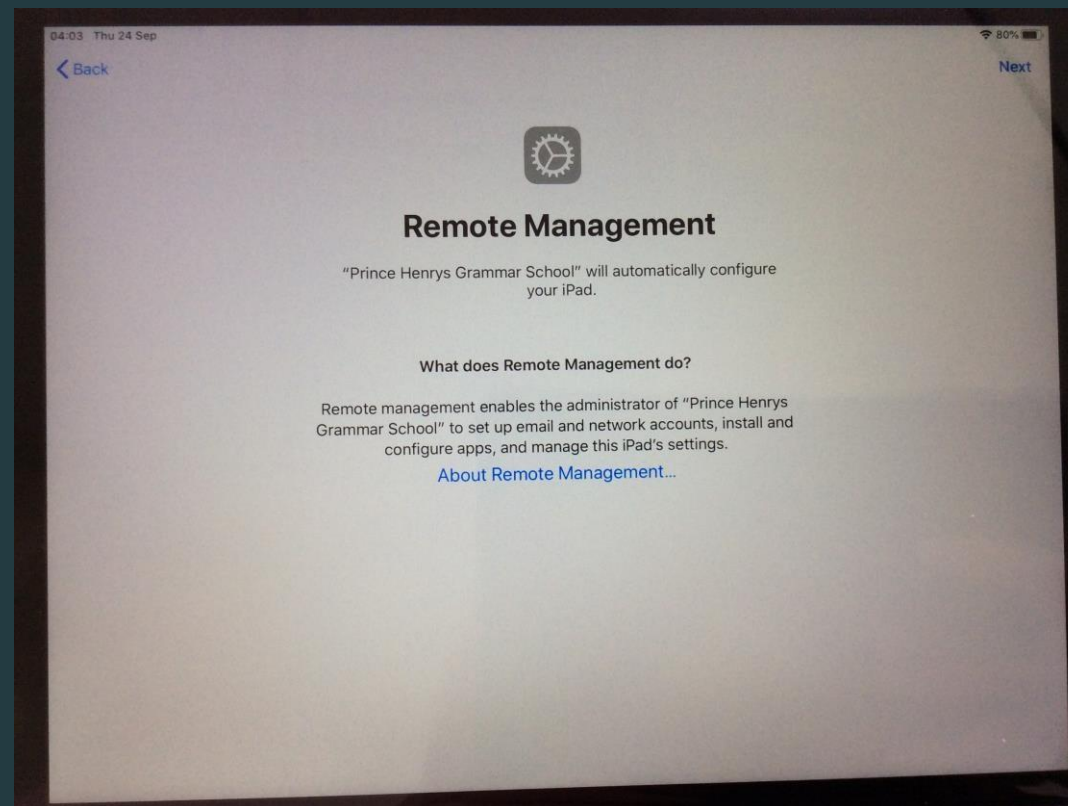 04:03 Thu 24 Sep
80%
Back
Next
Remote Management
"Prince Henrys Grammar School" will automatically configure
your iPad.
What does Remote Management do?
Remote management enables the administrator of "Prince Henrys
Grammar School" to set up email and network accounts, install and
configure apps, and manage this iPad's settings.
About Remote Management...